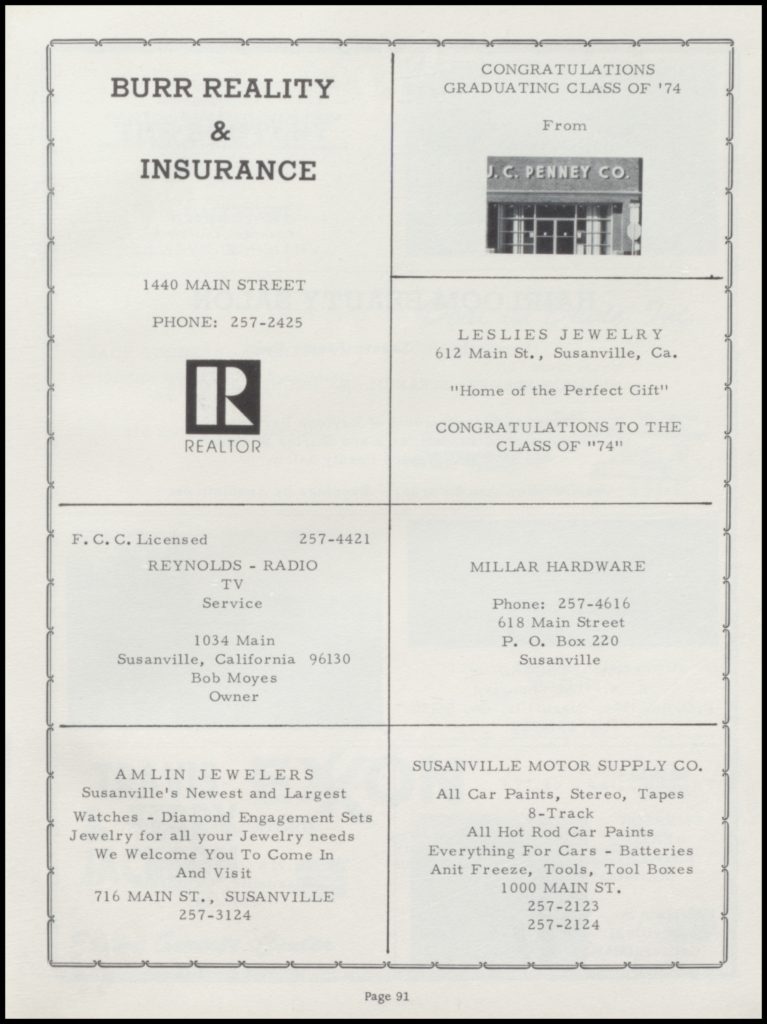 BURR REALITY
&
INSURANCE
1440 MAIN STREET
PHONE: 257-2425
R
REALTOR
CONGRATULATIONS
GRADUATING CLASS OF '74
From
J. C. PENNEY CO.
LESLIES JEWELRY
612 Main St., Susanville, Ca.
"Home of the Perfect Gift"
CONGRATULATIONS TO THE
CLASS OF "74"
F. C. C. Licensed 257-4421
REYNOLDS - RADIO
TV
Service
1034 Main
Susanville, California 96130
Bob Moyes
Owner
MILLAR HARDWARE
Phone: 257-4616
618 Main Street
P. O. Box 220
Susanville
AMLIN JEWELERS
Susanville's Newest and Largest
Watches - Diamond Engagement Sets
Jewelry for all your Jewelry needs
We Welcome You To Come In
And Visit
716 MAIN ST., SUSANVILLE
257-3124
SUSANVILLE MOTOR SUPPLY CO.
All Car Paints, Stereo, Tapes
8-Track
All Hot Rod Car Paints
Everything For Cars - Batteries
Anit Freeze, Tools, Tool Boxes
1000 MAIN ST.
257-2123
257-2124
Page 91